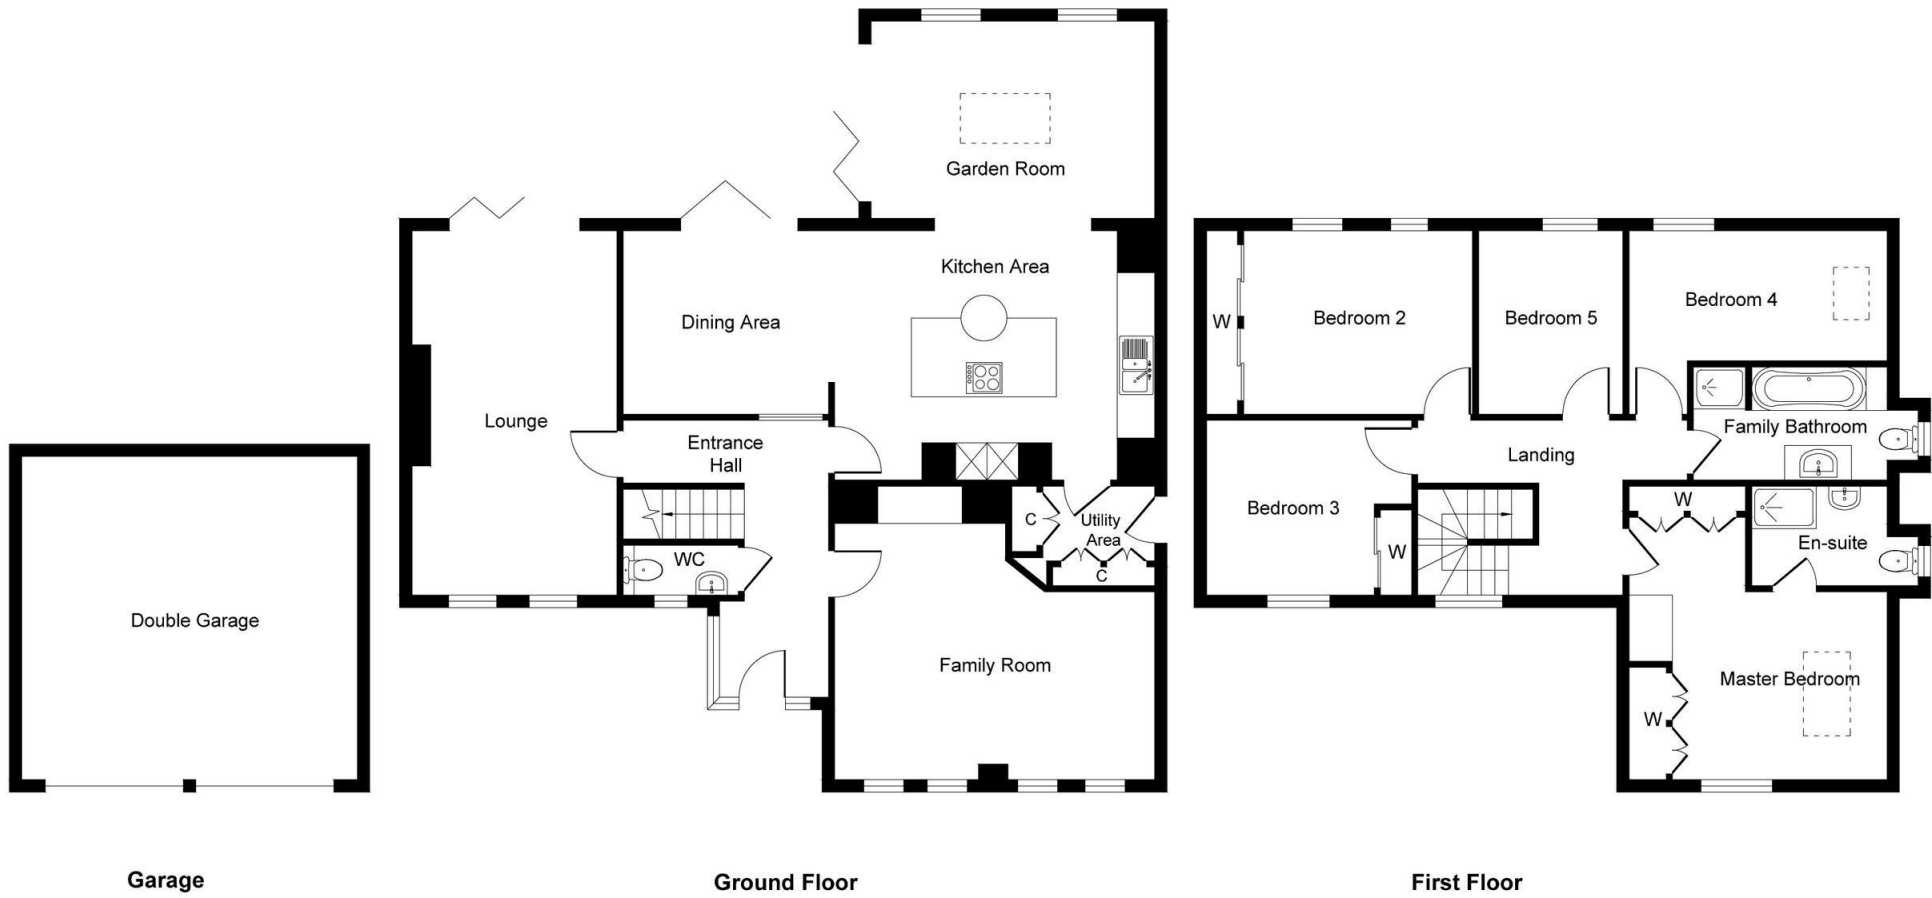 Double Garage
Garage
Garden Room
Kitchen Area
Dining Area
Lounge
Entrance
Hall
WC
C
Utility
Area
C
Family Room
Ground Floor
W
Bedroom 2
Bedroom 5
Bedroom 4
Family Bathroom
Landing
Bedroom 3
W
W
En-suite
Master Bedroom
W
First Floor